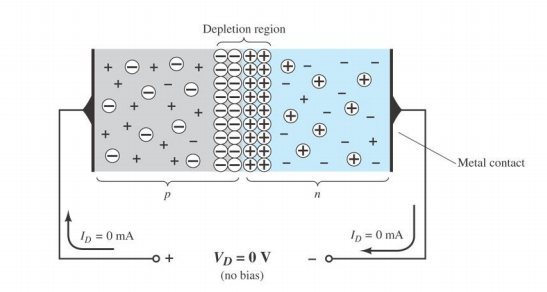 Depletion region
Metal contact
p
n
I_D = 0 mA
I_D = 0 mA
+
V_D = 0 V
–
(no bias)